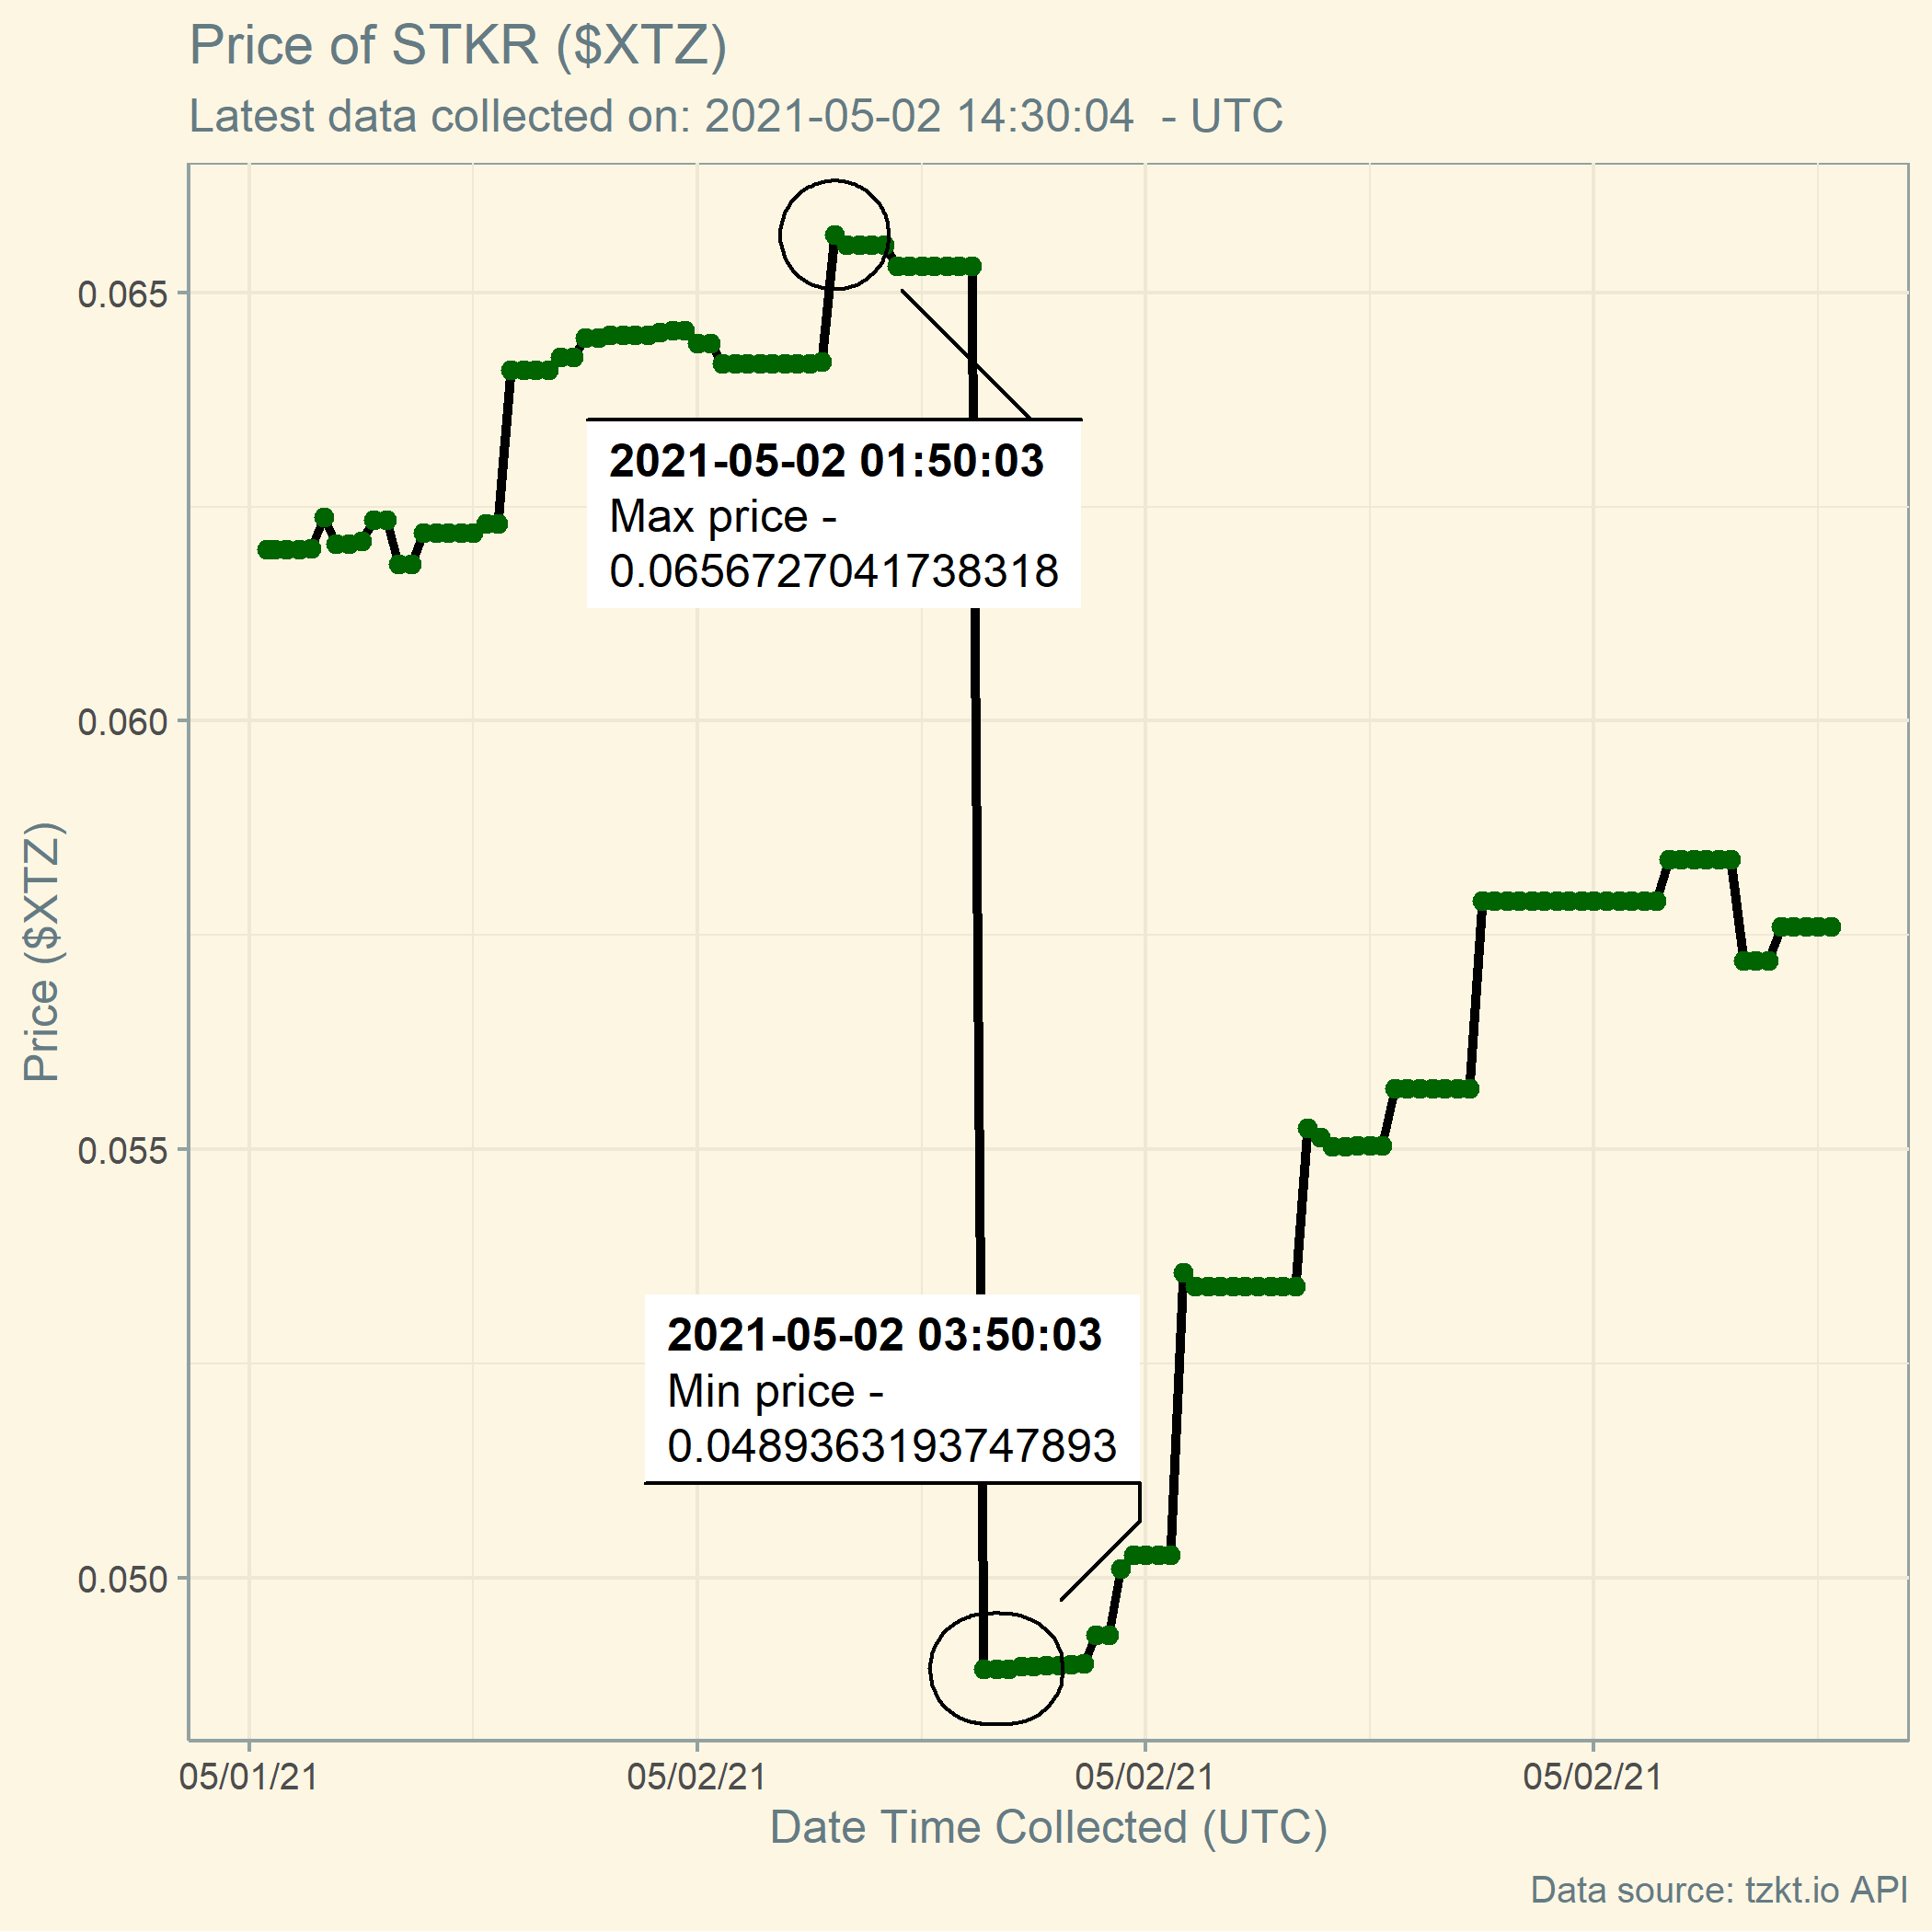 Price of STKR ($XTZ)
Latest data collected on: 2021-05-02 14:30:04 - UTC
0.065
0.060
0.055
0.050
Price ($XTZ)
2021-05-02 01:50:03
Max price -
0.0656727041738318
2021-05-02 03:50:03
Min price -
0.0489363193747893
05/01/21
05/02/21
05/02/21
05/02/21
Date Time Collected (UTC)
Data source: tzkt.io API